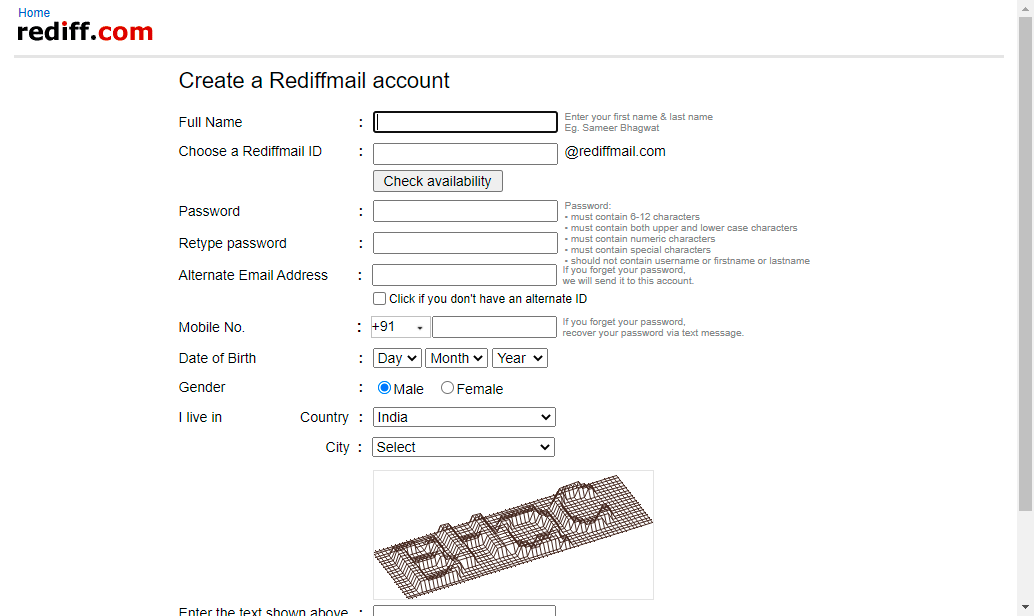 Home
rediff.com
Create a Rediffmail account
Full Name : Enter your first name & last name
Eg. Sameer Bhagwat
Choose a Rediffmail ID : @rediffmail.com
Check availability
Password : Password:
• must contain 6-12 characters
• must contain both upper and lower case characters
• must contain numeric characters
• must contain special characters
• should not contain username or firstname or lastname
Retype password :
Alternate Email Address : If you forget your password,
we will send it to this account.
Click if you don't have an alternate ID
Mobile No. : +91 If you forget your password,
recover your password via text message.
Date of Birth : Day Month Year
Gender : Male Female
I live in Country : India
City : Select
Enter the text shown above :